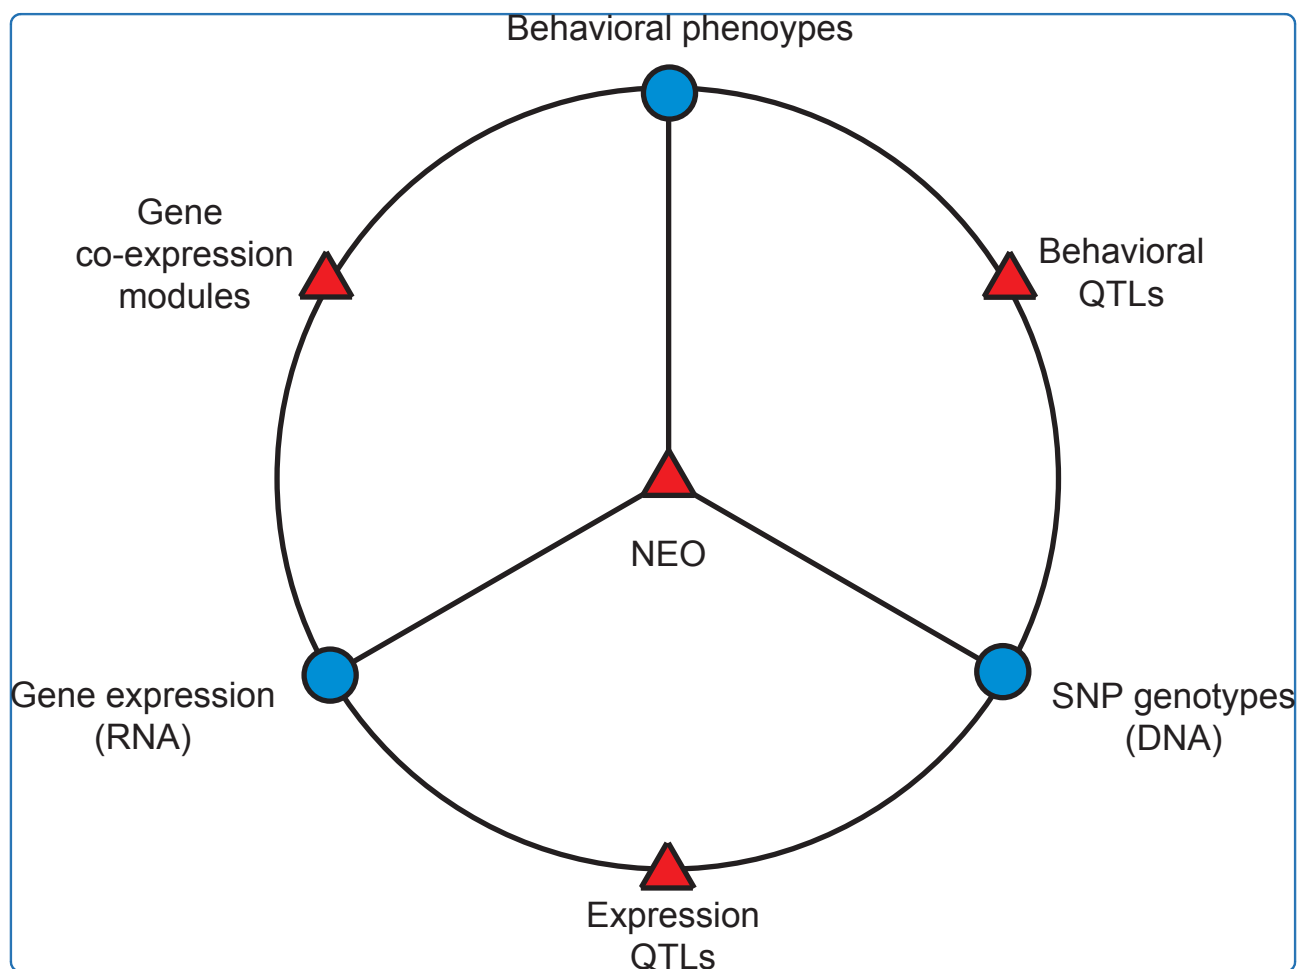 Behavioral phenoypes
Gene
co-expression
modules
Behavioral
QTLs
NEO
Gene expression
(RNA)
SNP genotypes
(DNA)
Expression
QTLs